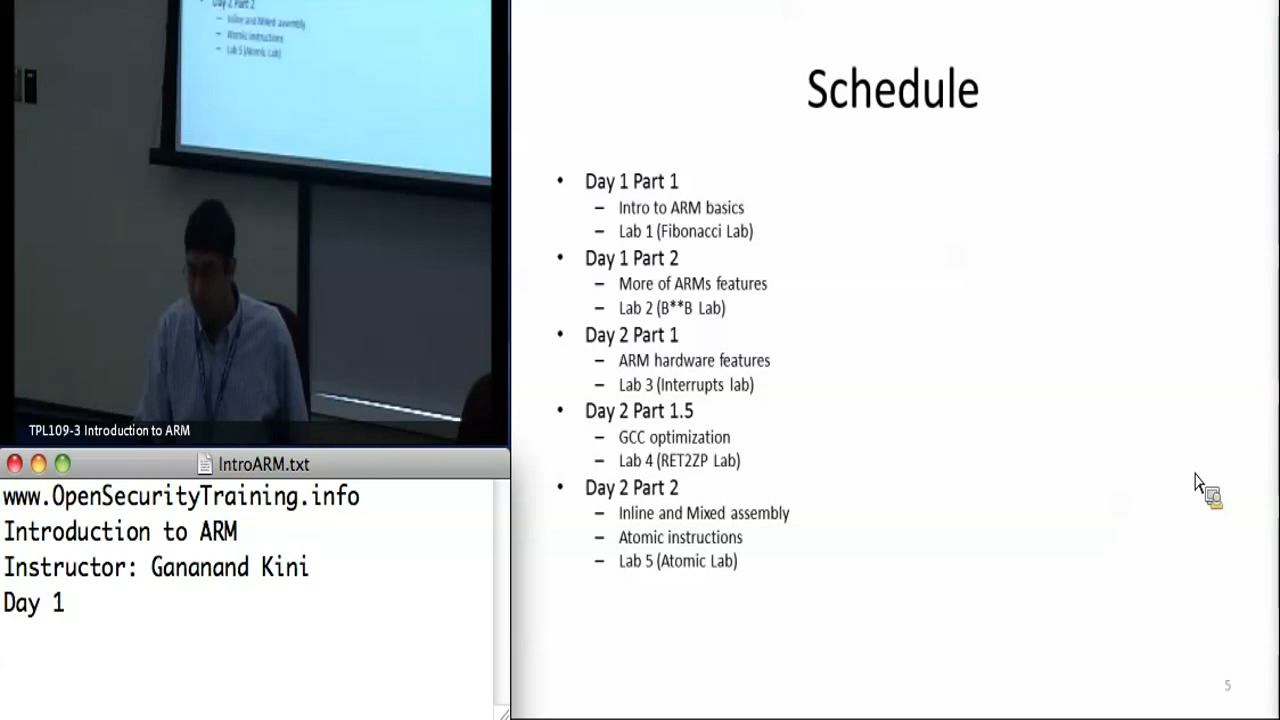 Day 2 Part 2
– Inline and Mixed assembly
– Atomic instructions
– Lab 5 (Atomic Lab)
TPL109-3 Introduction to ARM
IntroARM.txt
www.OpenSecurityTraining.info
Introduction to ARM
Instructor: Gananand Kini
Day 1
Schedule
• Day 1 Part 1
– Intro to ARM basics
– Lab 1 (Fibonacci Lab)
• Day 1 Part 2
– More of ARMs features
– Lab 2 (B**B Lab)
• Day 2 Part 1
– ARM hardware features
– Lab 3 (Interrupts lab)
• Day 2 Part 1.5
– GCC optimization
– Lab 4 (RET2ZP Lab)
• Day 2 Part 2
– Inline and Mixed assembly
– Atomic instructions
– Lab 5 (Atomic Lab)
5